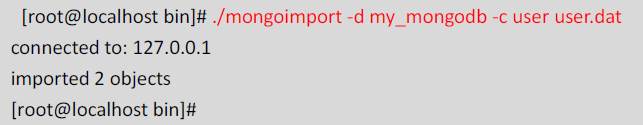 [root@localhost bin]# ./mongoimport -d my_mongodb -c user user.dat
connected to: 127.0.0.1
imported 2 objects
[root@localhost bin]#